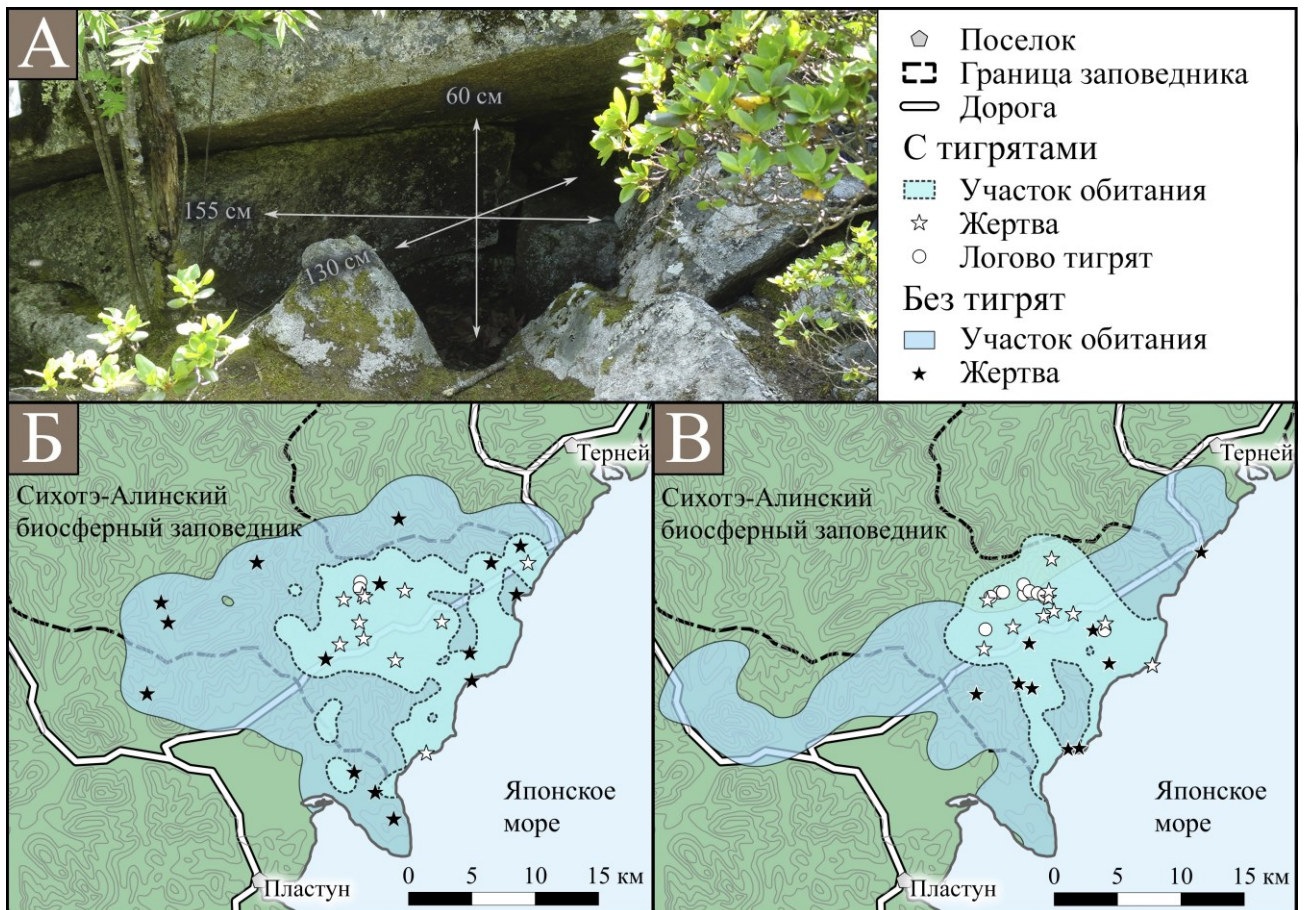 А
60 см
155 см
130 см
Поселок
Граница заповедника
Дорога
С тигрятами
Участок обитания
Жертва
Логово тигрят
Без тигрят
Участок обитания
Жертва
Б
Терней
Сихотэ-Алинский
биосферный заповедник
Японское
море
Пластун
0 5 10 15 км
В
Терней
Сихотэ-Алинский
биосферный заповедник
Японское
море
Пластун
0 5 10 15 км